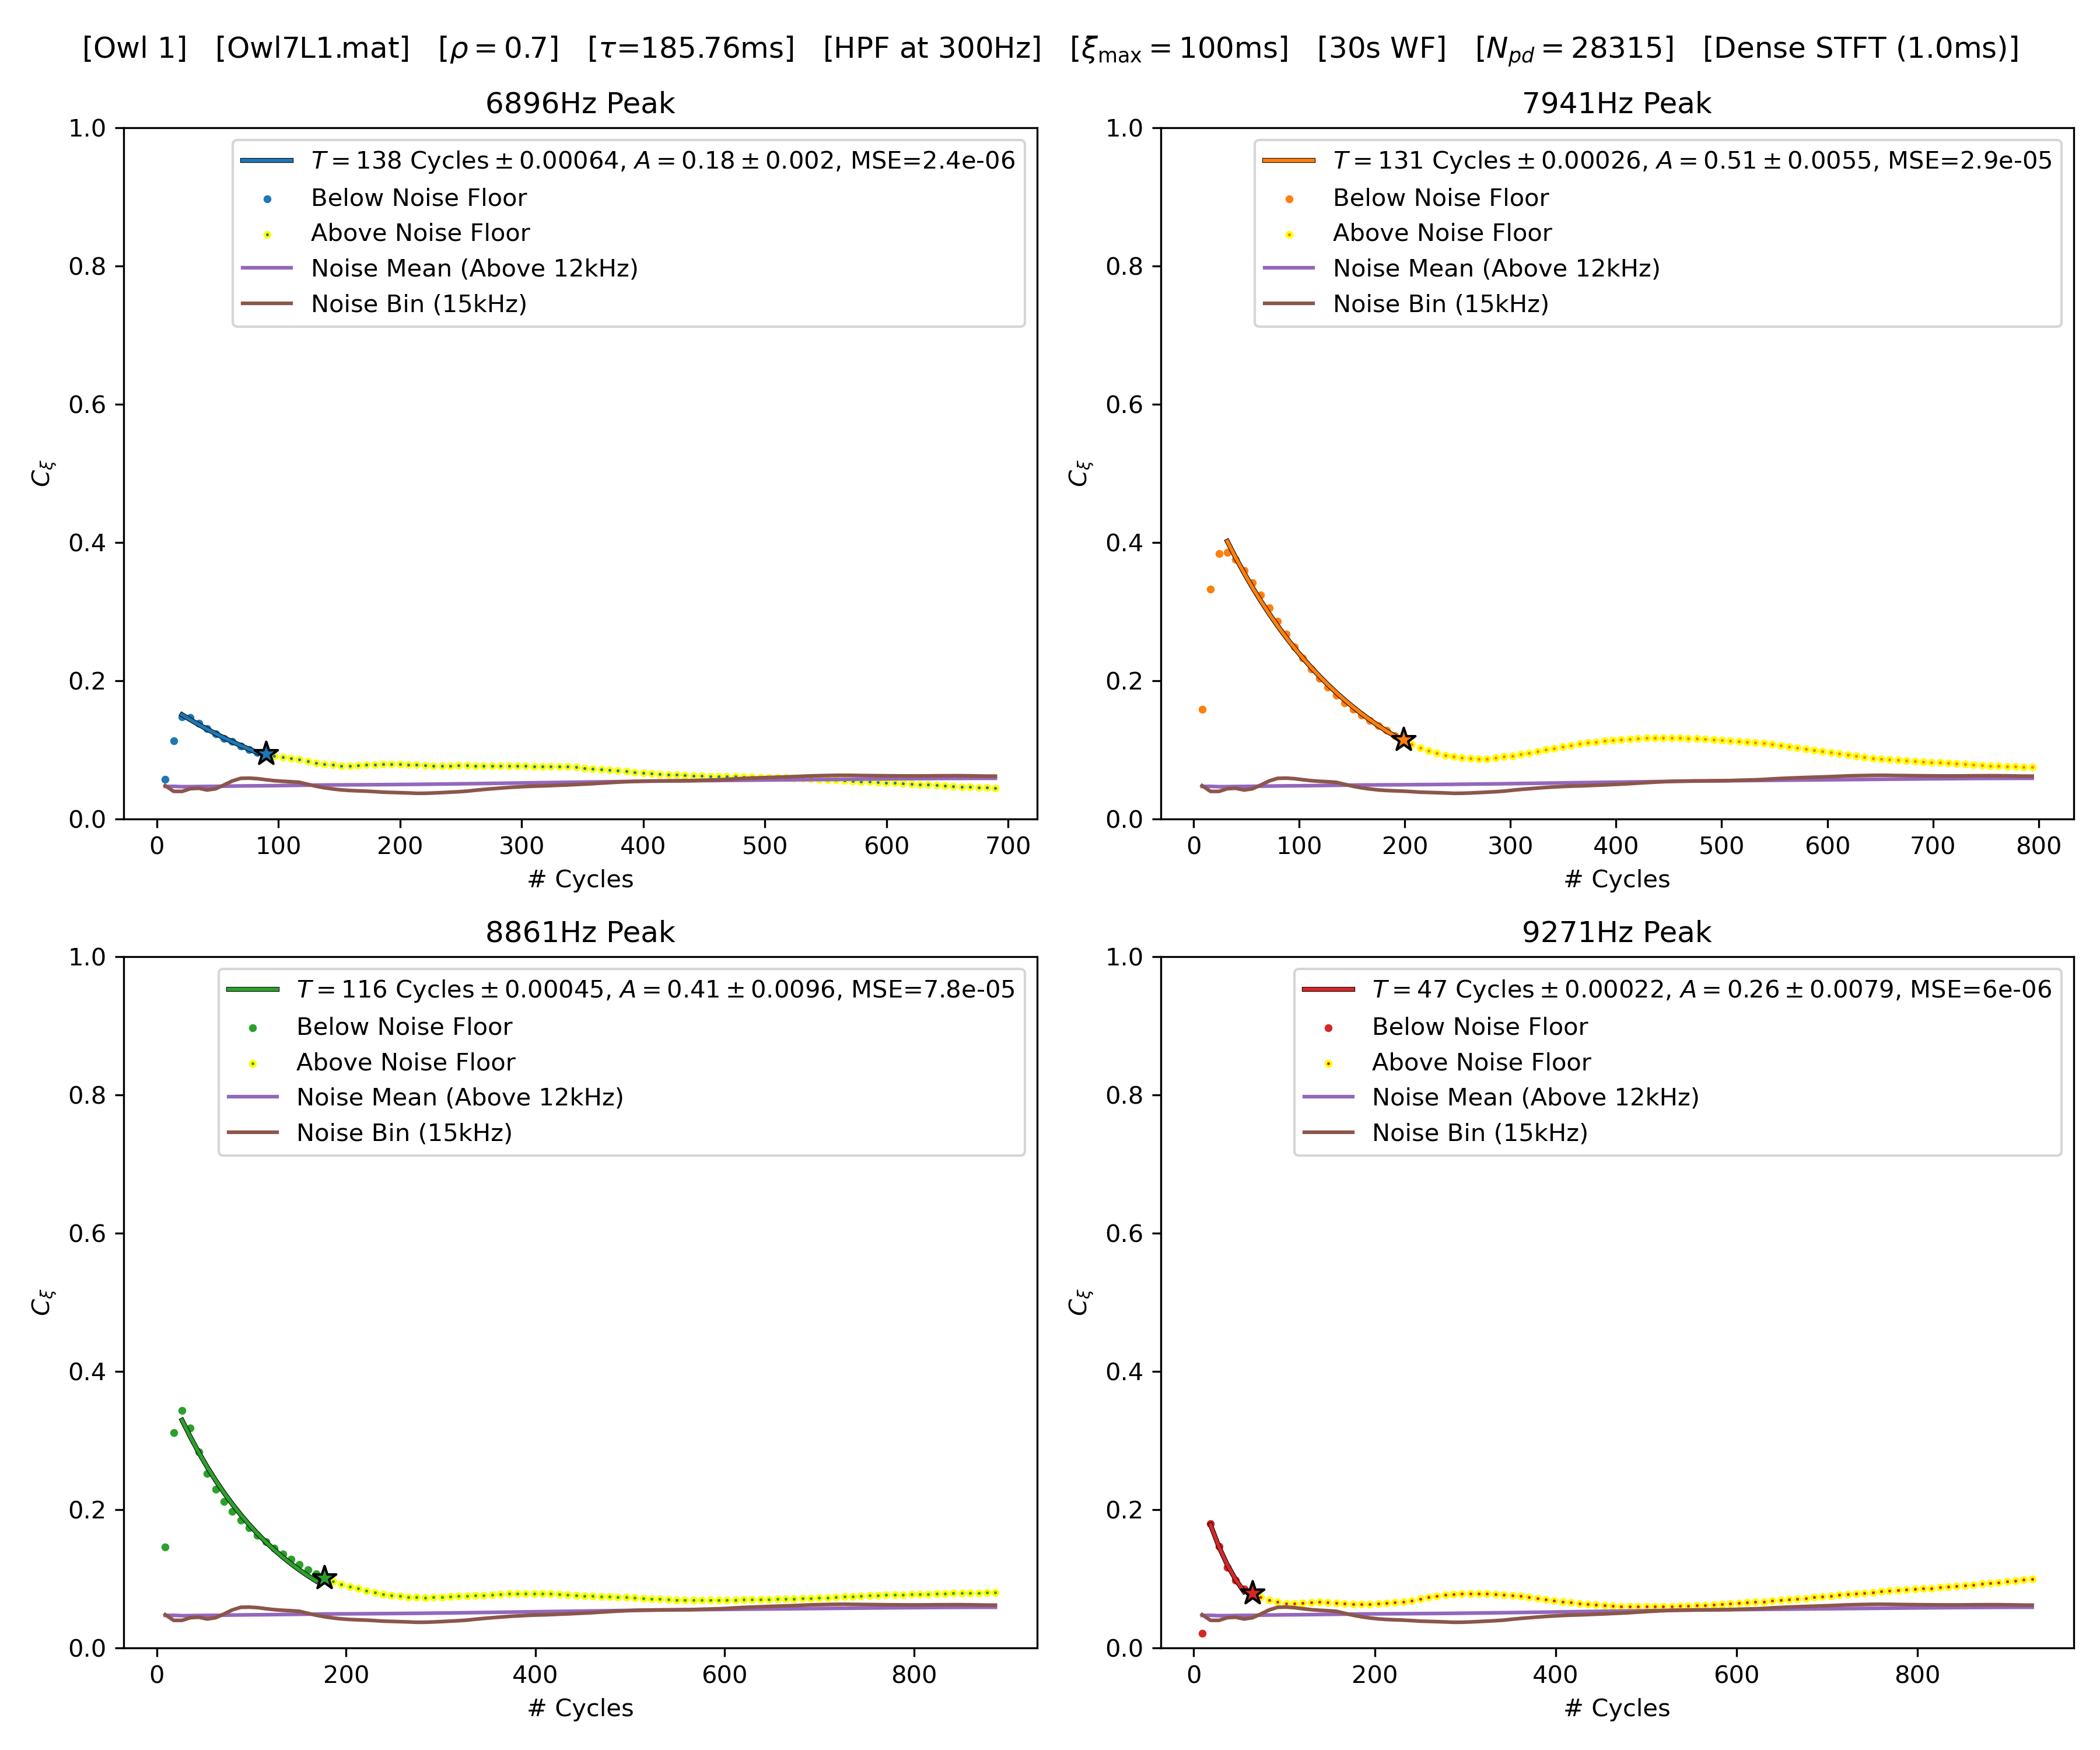 [Owl 1] [Owl7L1.mat] [ρ = 0.7] [τ=185.76ms] [HPF at 300Hz] [ξmax = 100ms] [30s WF] [Npd = 28315] [Dense STFT (1.0ms)]
6896Hz Peak
T = 138 Cycles ± 0.00064, A = 0.18 ± 0.002, MSE=2.4e-06
Below Noise Floor
Above Noise Floor
Noise Mean (Above 12kHz)
Noise Bin (15kHz)
1.0
0.8
0.6
0.4
0.2
0.0
Cξ
0 100 200 300 400 500 600 700
# Cycles
7941Hz Peak
T = 131 Cycles ± 0.00026, A = 0.51 ± 0.0055, MSE=2.9e-05
Below Noise Floor
Above Noise Floor
Noise Mean (Above 12kHz)
Noise Bin (15kHz)
1.0
0.8
0.6
0.4
0.2
0.0
Cξ
0 100 200 300 400 500 600 700 800
# Cycles
8861Hz Peak
T = 116 Cycles ± 0.00045, A = 0.41 ± 0.0096, MSE=7.8e-05
Below Noise Floor
Above Noise Floor
Noise Mean (Above 12kHz)
Noise Bin (15kHz)
1.0
0.8
0.6
0.4
0.2
0.0
Cξ
0 200 400 600 800
# Cycles
9271Hz Peak
T = 47 Cycles ± 0.00022, A = 0.26 ± 0.0079, MSE=6e-06
Below Noise Floor
Above Noise Floor
Noise Mean (Above 12kHz)
Noise Bin (15kHz)
1.0
0.8
0.6
0.4
0.2
0.0
Cξ
0 200 400 600 800
# Cycles